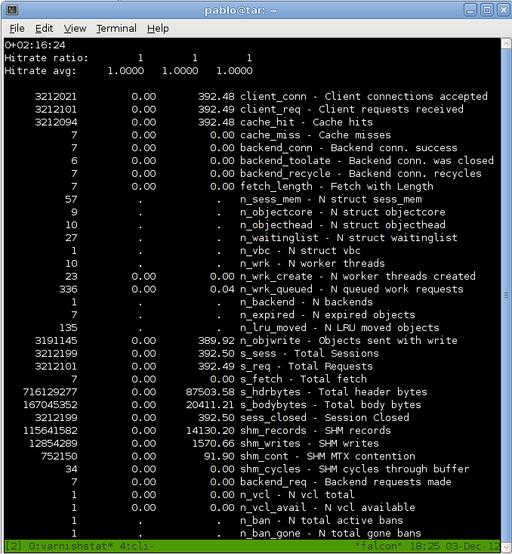 pablo@tar: ~
File Edit View Terminal Help
0+02:16:24
Hitrate ratio: 1 1 1
Hitrate avg: 1.0000 1.0000 1.0000
3212021 0.00 392.48 client_conn - Client connections accepted
3212101 0.00 392.49 client_req - Client requests received
3212094 0.00 392.48 cache_hit - Cache hits
7 0.00 0.00 cache_miss - Cache misses
7 0.00 0.00 backend_conn - Backend conn. success
6 0.00 0.00 backend_toolate - Backend conn. was closed
7 0.00 0.00 backend_recycle - Backend conn. recycles
7 0.00 0.00 fetch_length - Fetch with Length
57 . . n_sess_mem - N struct sess_mem
9 . . n_objectcore - N struct objectcore
10 . . n_objecthead - N struct objecthead
27 . . n_waitinglist - N struct waitinglist
1 . . n_vbc - N struct vbc
10 . . n_wrk - N worker threads
23 0.00 0.00 n_wrk_create - N worker threads created
336 0.00 0.04 n_wrk_queued - N queued work requests
1 . . n_backend - N backends
7 . . n_expired - N expired objects
135 . . n_lru_moved - N LRU moved objects
3191145 0.00 389.92 n_objwrite - Objects sent with write
3212199 0.00 392.50 s_sess - Total Sessions
3212101 0.00 392.49 s_req - Total Requests
7 0.00 0.00 s_fetch - Total fetch
716129277 0.00 87503.58 s_hdrbytes - Total header bytes
167045352 0.00 20411.21 s_bodybytes - Total body bytes
3212199 0.00 392.50 sess_closed - Session Closed
115641582 0.00 14130.20 shm_records - SHM records
12854289 0.00 1570.66 shm_writes - SHM writes
752150 0.00 91.90 shm_cont - SHM MTX contention
34 0.00 0.00 shm_cycles - SHM cycles through buffer
7 0.00 0.00 backend_req - Backend requests made
1 0.00 0.00 n_vcl - N vcl total
1 0.00 0.00 n_vcl_avail - N vcl available
1 . . n_ban - N total active bans
1 . . n_ban_gone - N total gone bans
[2] 0:varnishstat* 4:cli- "falcon" 18:25 03-Dec-12